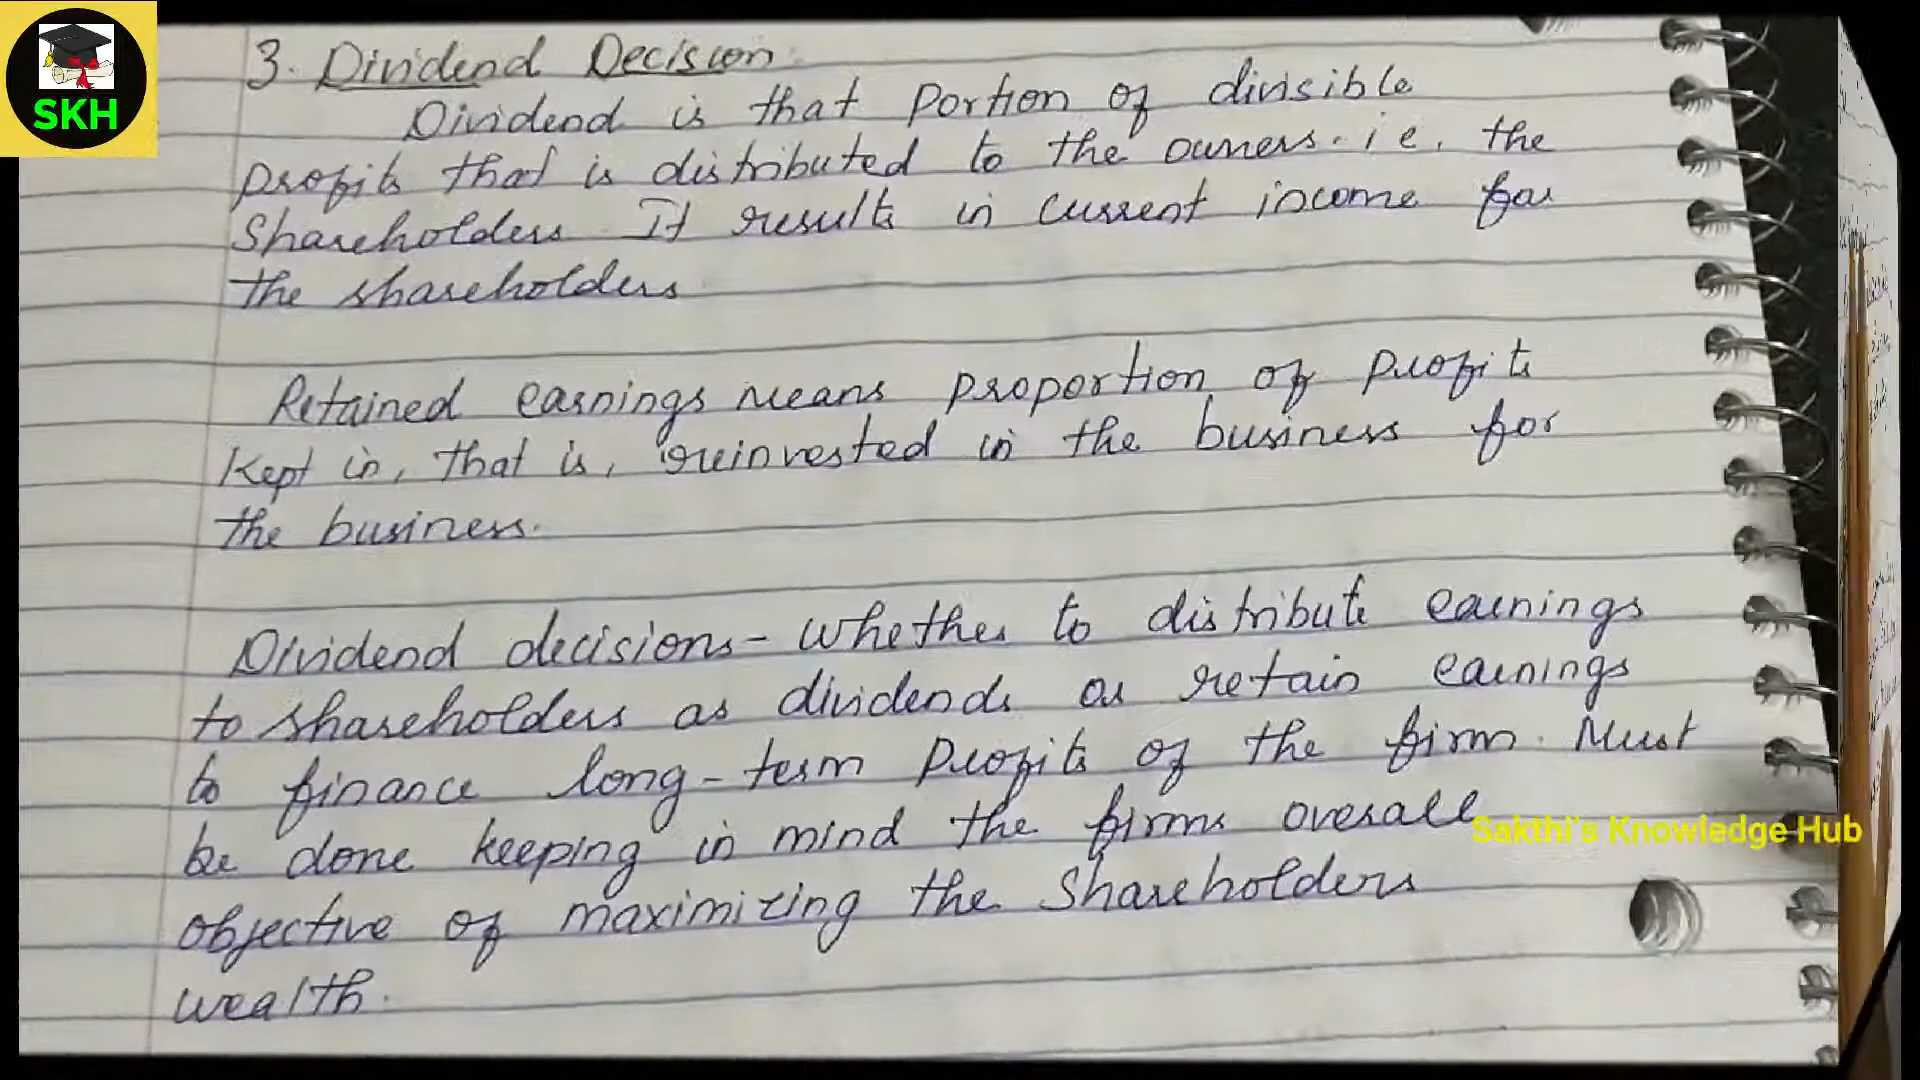 SKH
3. Dividend Decision
Dividend is that portion of divisible
profits that is distributed to the owners. i.e. the
Shareholders. It results in current income for
the shareholders
Retained earnings means proportion of profits
Kept in, that is, reinvested in the business for
the business.
Dividend decisions - Whether to distribute earnings
to shareholders as dividends or retain earnings
to finance long-term profits of the firm. Must
be done keeping in mind the firms overall
Sakthi's Knowledge Hub
objective of maximizing the Shareholders
wealth.